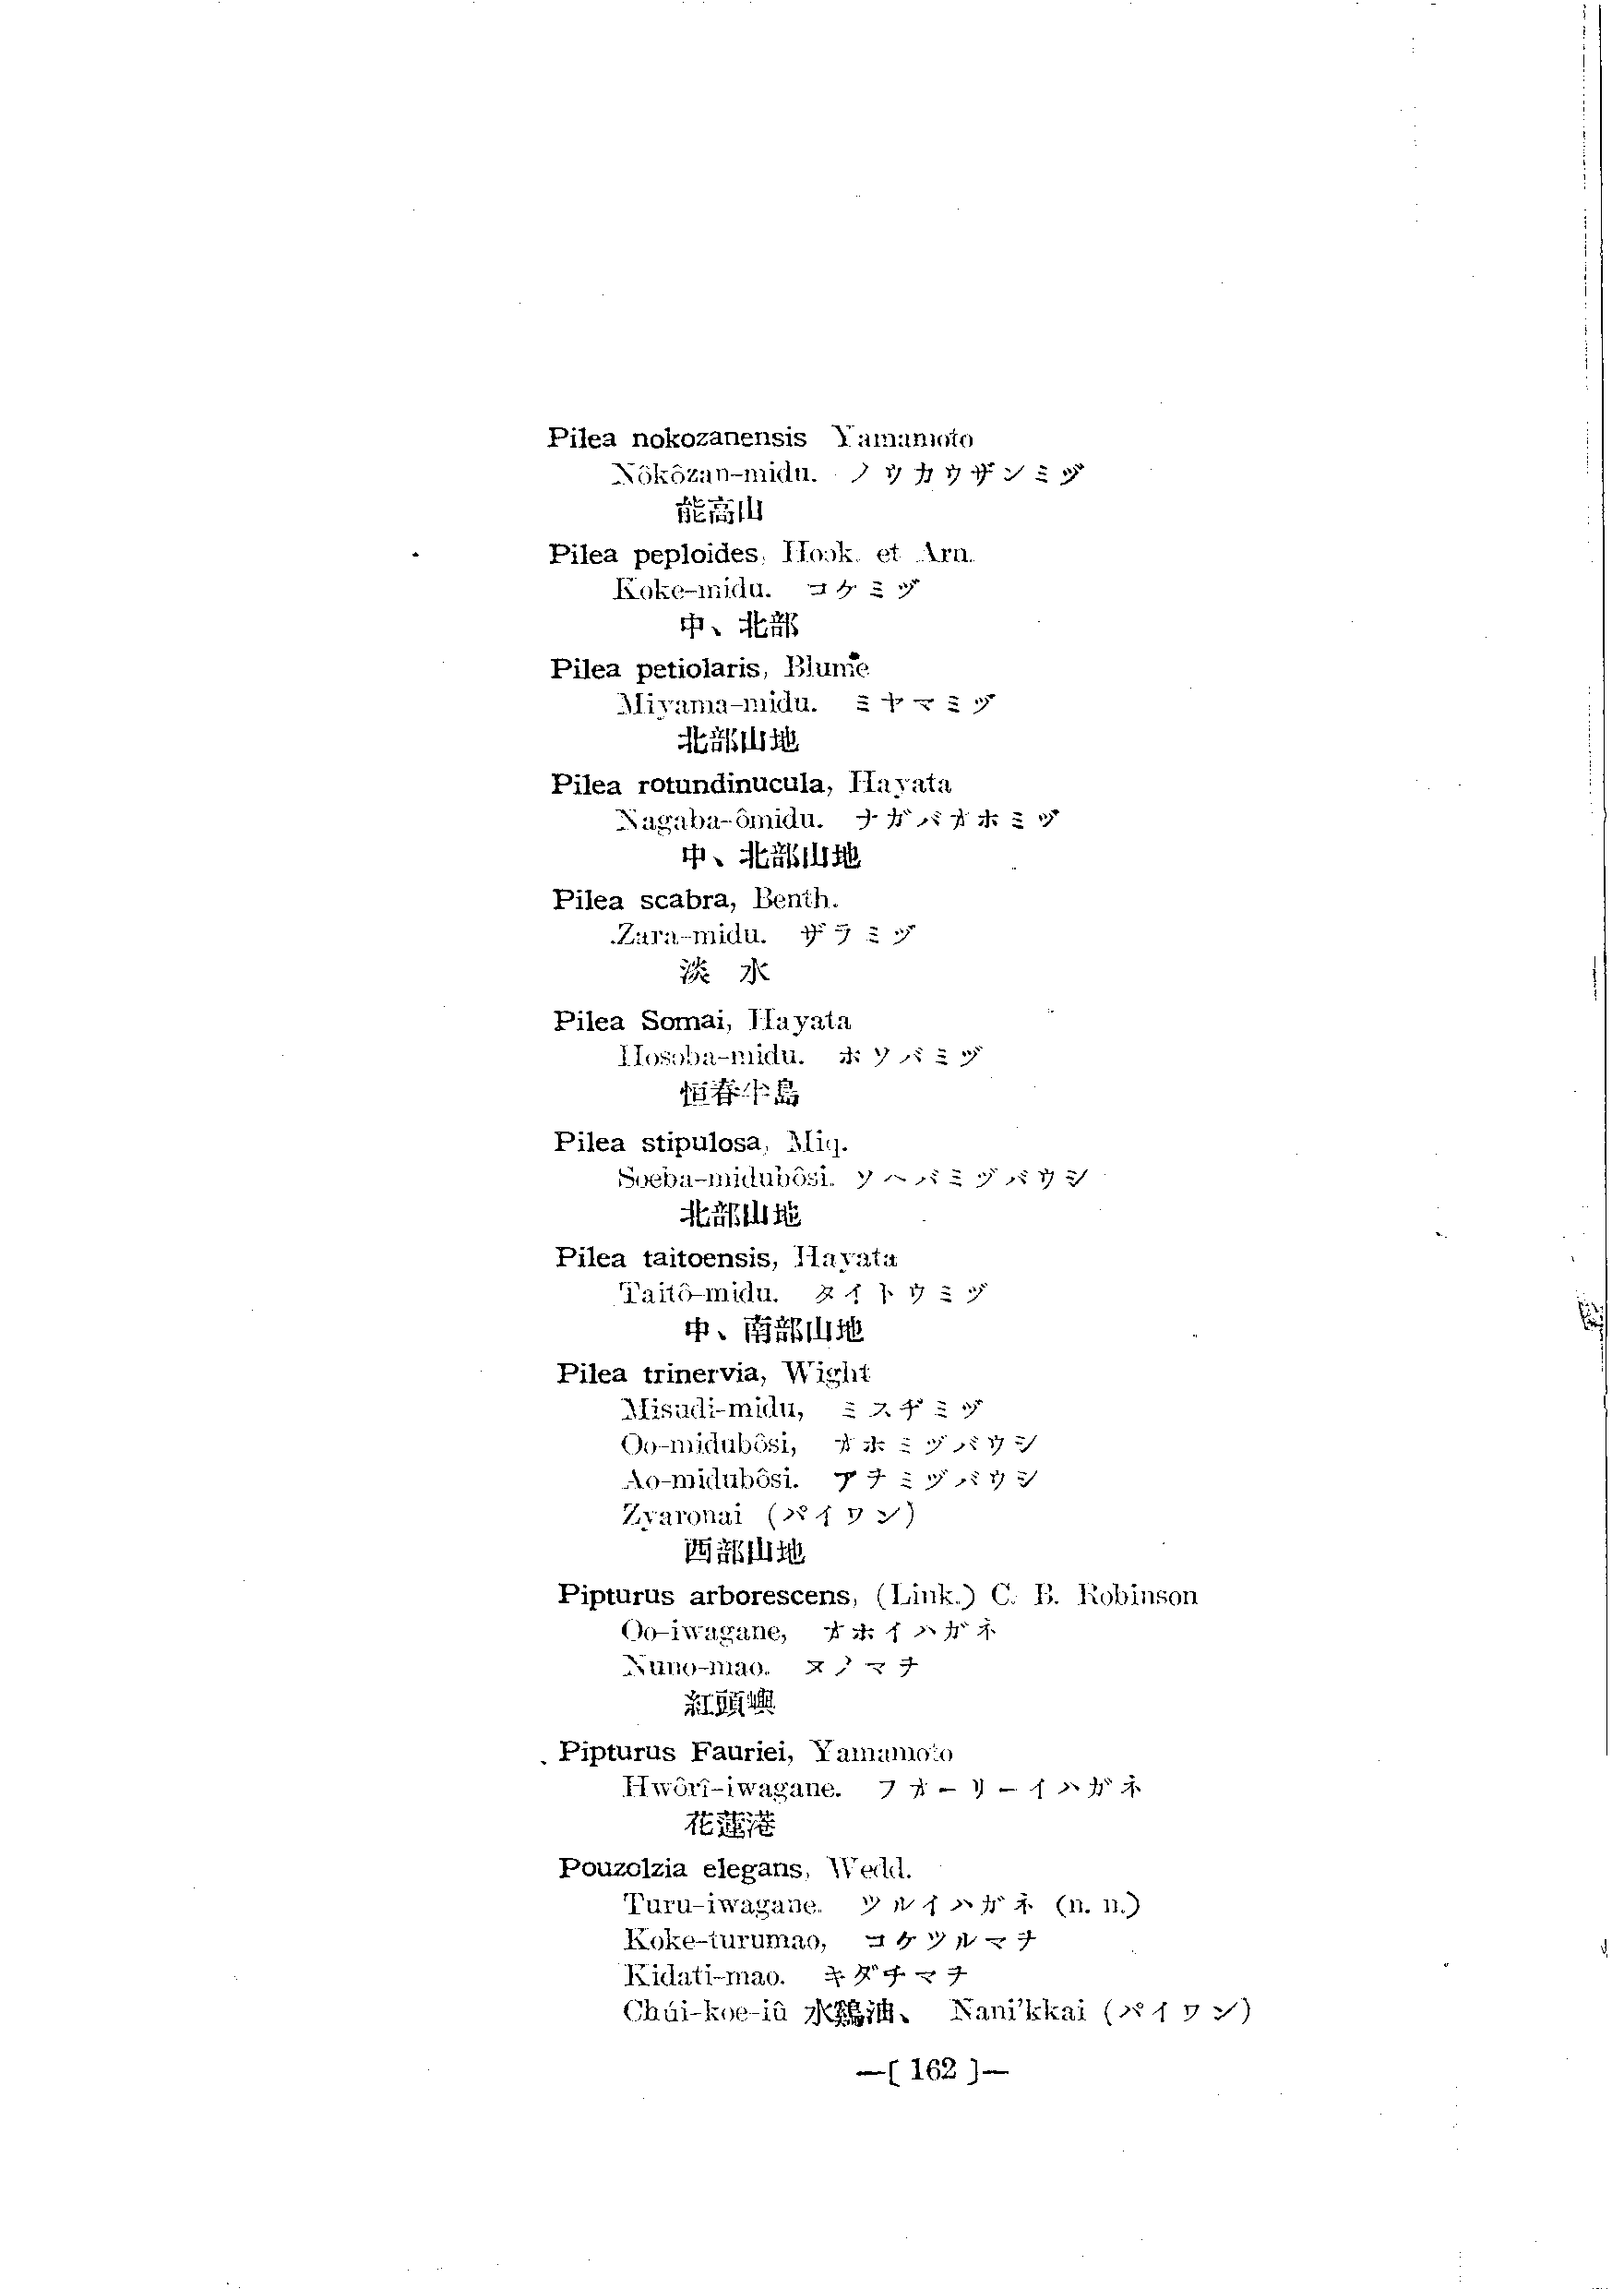 Pilea nokozanensis Yamamoto
Nôkôzan-midu. ノウカウザンミヅ
能高山
Pilea peploides, Hook. et Arn.
Koke-midu. コケミヅ
中、北部
Pilea petiolaris, Blume
Miyama-midu. ミヤマミヅ
北部山地
Pilea rotundinucula, Hayata
Nagaba-ômidu. ナガバオホミヅ
中、北部山地
Pilea scabra, Benth.
Zara-midu. ザラミヅ
淡水
Pilea Somai, Hayata
Hosoba-midu. ホソバミヅ
恒春半島
Pilea stipulosa, Miq.
Soeba-midubôsi. ソヘバミヅバウシ
北部山地
Pilea taitoensis, Hayata
Taitô-midu. タイトウミヅ
中、南部山地
Pilea trinervia, Wight
Misudi-midu, ミスヂミヅ
Oo-midubôsi, オホミヅバウシ
Ao-midubôsi. アヲミヅバウシ
Zyaronai (パイワン)
西部山地
Pipturus arborescens, (Link.) C. B. Robinson
Oo-iwagane, オホイハガネ
Nuno-mao. ヌノマヲ
紅頭嶼
Pipturus Fauriei, Yamamoto
Hwôrî-iwagane. フオーリーイハガネ
花蓮港
Pouzolzia elegans, Wedd.
Turu-iwagane. ツルイハガネ (n. n.)
Koke-turumao, コケツルマヲ
Kidati-mao. キダチマヲ
Chúi-koe-iû 水鷄油、 Nani'kkai (パイワン)
—( 162 )—